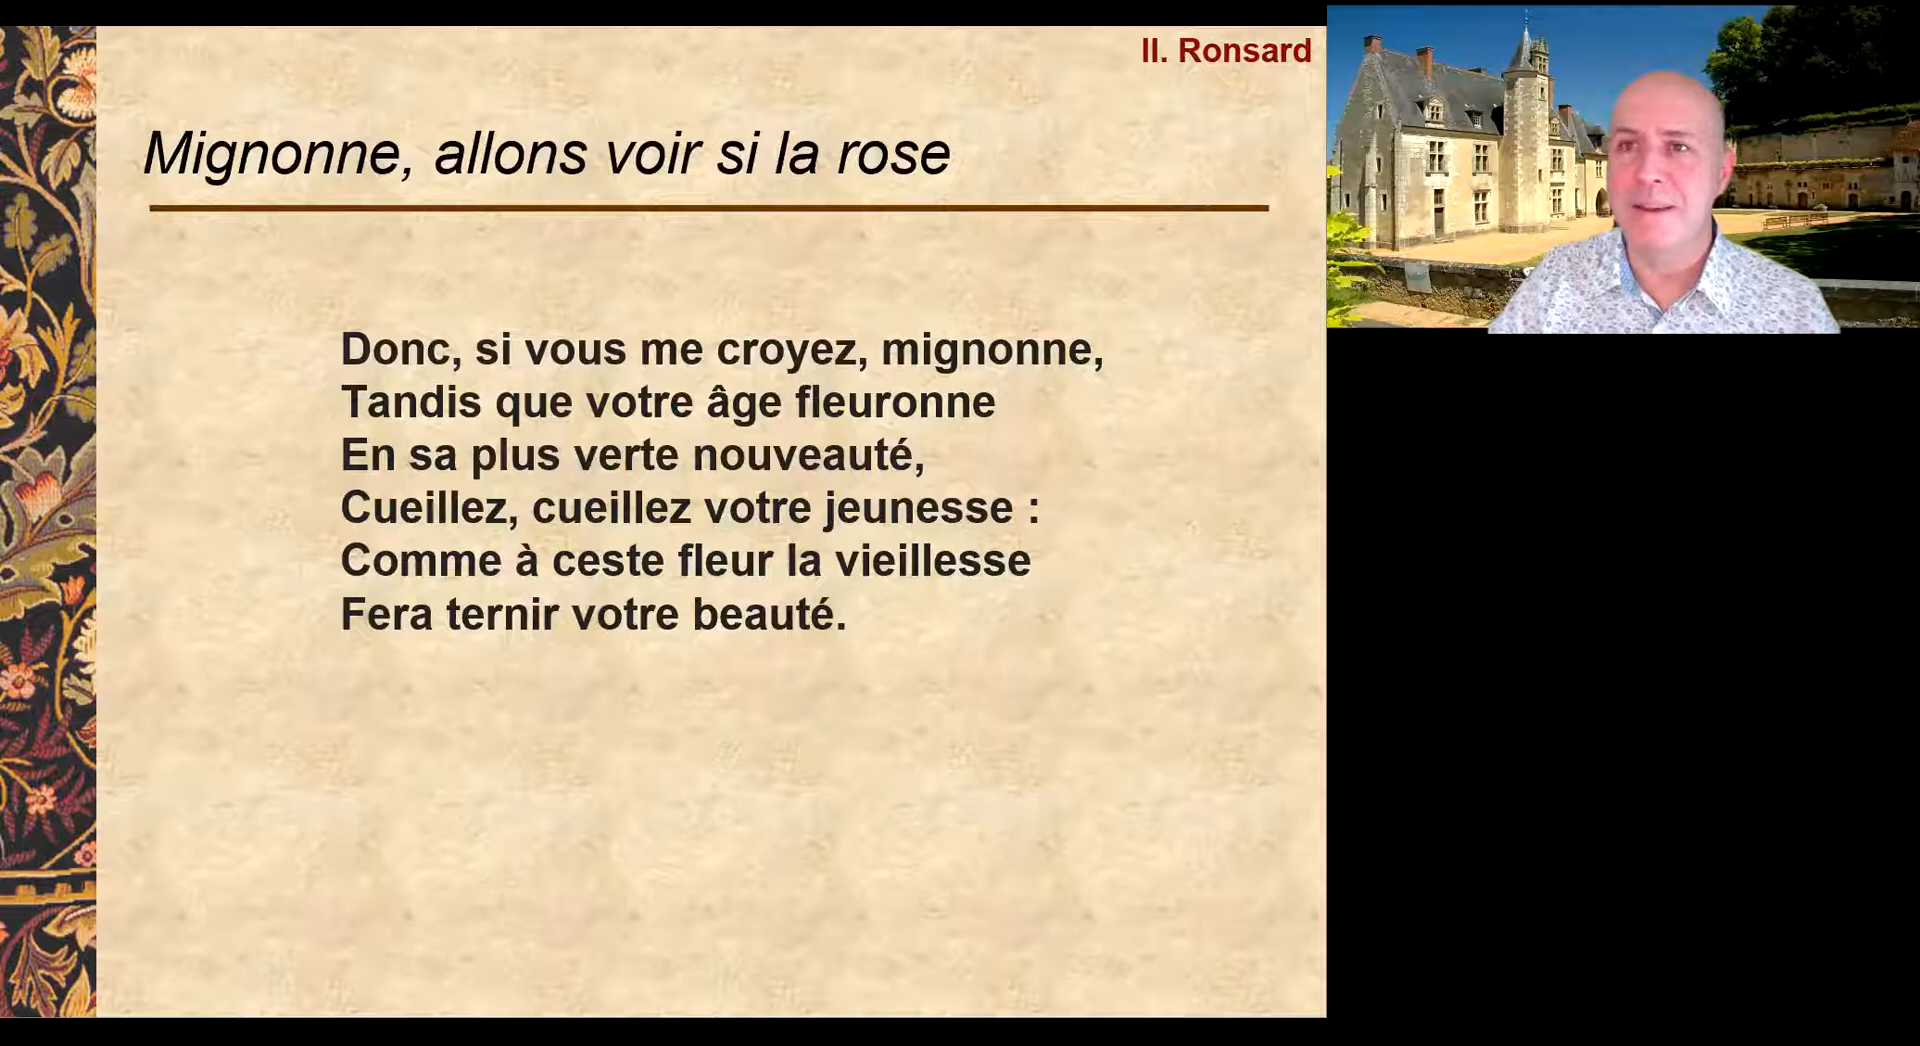 II. Ronsard
Mignonne, allons voir si la rose
Donc, si vous me croyez, mignonne,
Tandis que votre âge fleuronne
En sa plus verte nouveauté,
Cueillez, cueillez votre jeunesse :
Comme à ceste fleur la vieillesse
Fera ternir votre beauté.